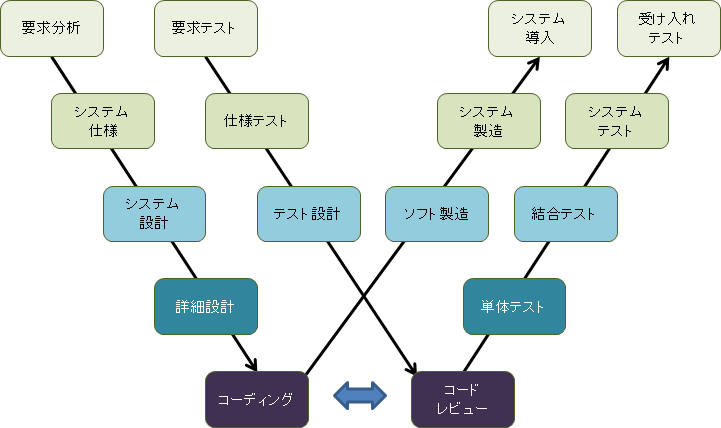 要求分析
要求テスト
システム
導入
受け入れ
テスト
システム
仕様
仕様テスト
システム
製造
システム
テスト
システム
設計
テスト設計
ソフト製造
結合テスト
詳細設計
単体テスト
コーディング
コード
レビュー